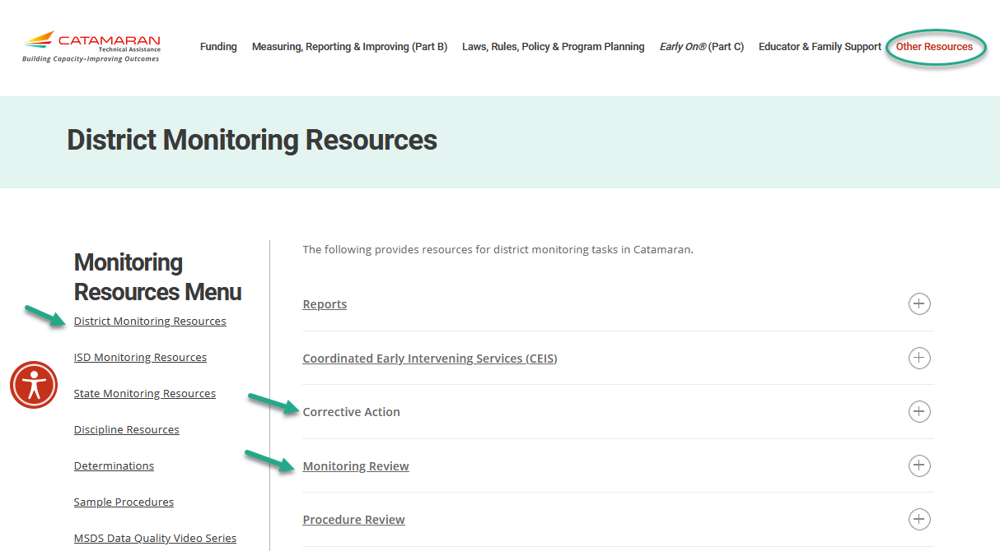 CATAMARAN
Technical Assistance
Building Capacity–Improving Outcomes
Funding
Measuring, Reporting & Improving (Part B)
Laws, Rules, Policy & Program Planning
Early On® (Part C)
Educator & Family Support
Other Resources
District Monitoring Resources
Monitoring
Resources Menu
District Monitoring Resources
ISD Monitoring Resources
State Monitoring Resources
Discipline Resources
Determinations
Sample Procedures
MSDS Data Quality Video Series
The following provides resources for district monitoring tasks in Catamaran.
Reports
Coordinated Early Intervening Services (CEIS)
Corrective Action
Monitoring Review
Procedure Review